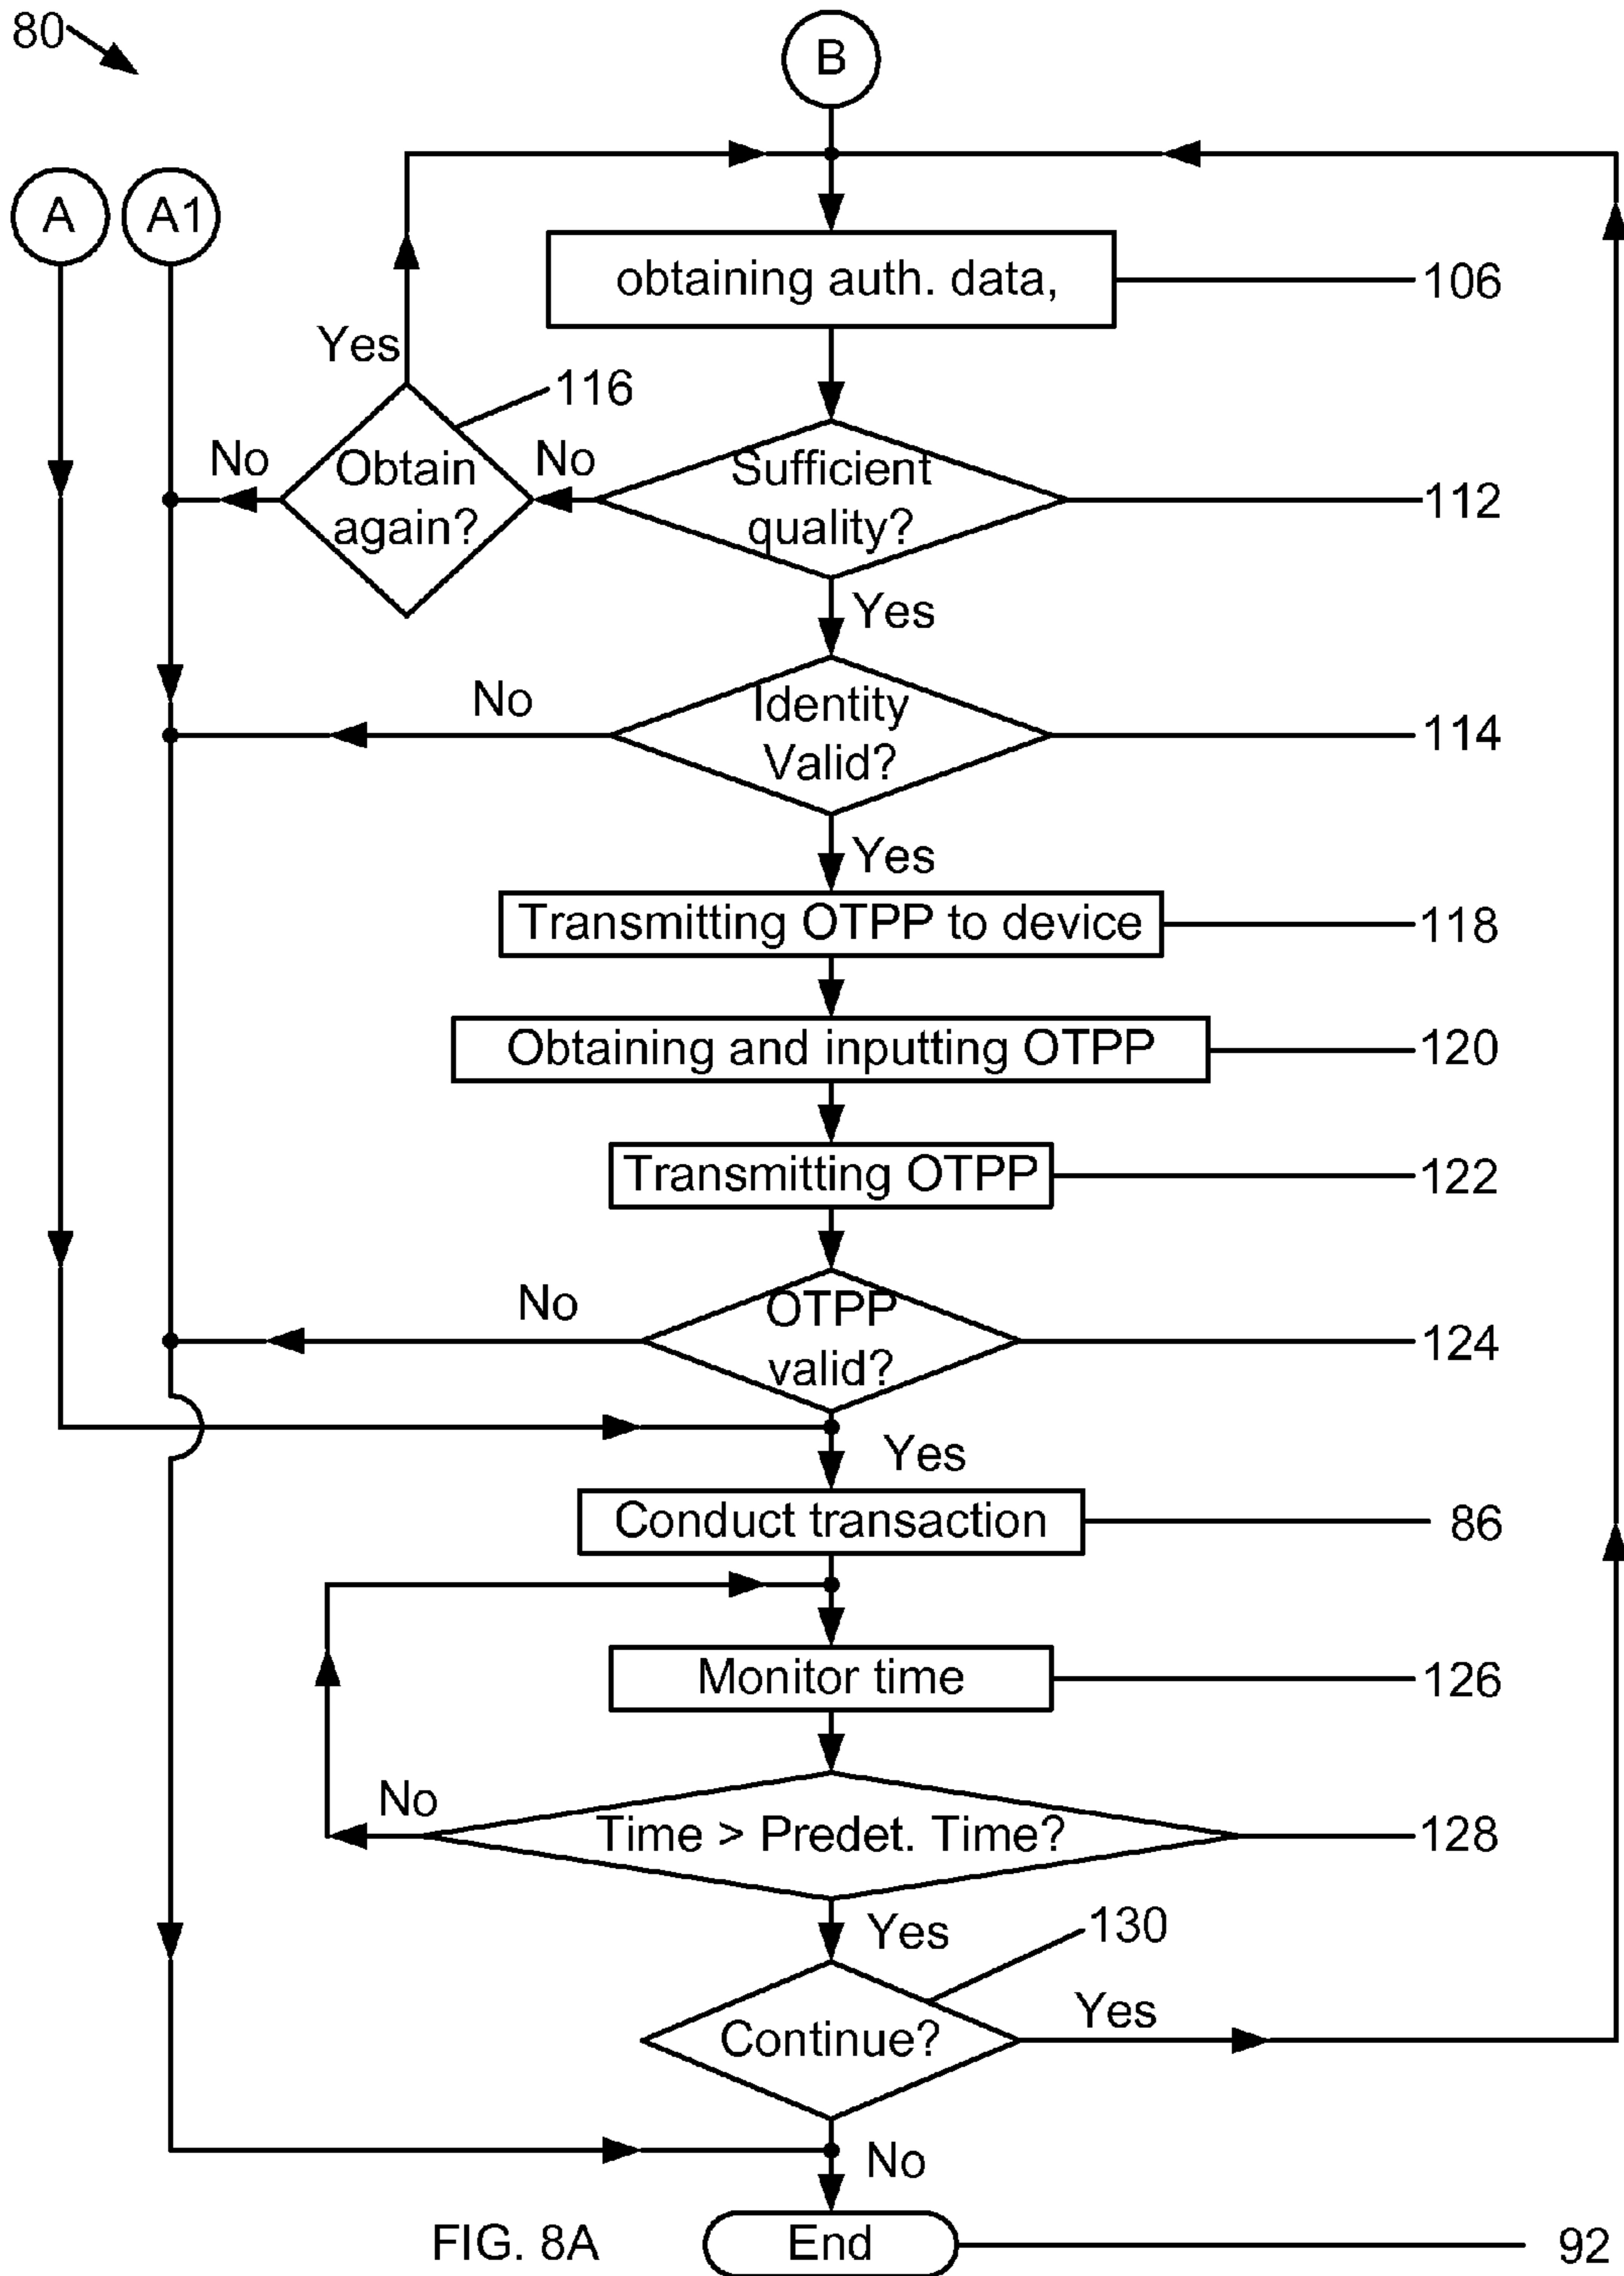 80
B
A
A1
obtaining auth. data,
106
Yes
116
No
Obtain
again?
No
Sufficient
quality?
112
Yes
No
Identity
Valid?
114
Yes
Transmitting OTPP to device
118
Obtaining and inputting OTPP
120
Transmitting OTPP
122
No
OTPP
valid?
124
Yes
Conduct transaction
86
Monitor time
126
No
Time > Predet. Time?
128
Yes
130
Continue?
Yes
No
FIG. 8A
End
92